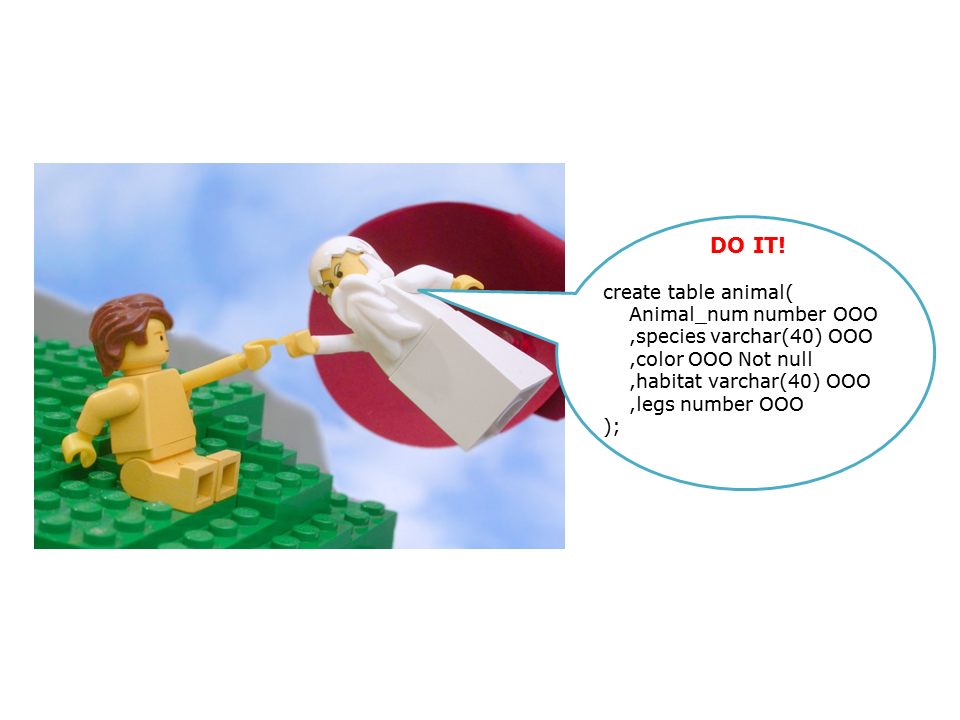 DO IT!
create table animal(
Animal_num number OOO
,species varchar(40) OOO
,color OOO Not null
,habitat varchar(40) OOO
,legs number OOO
);